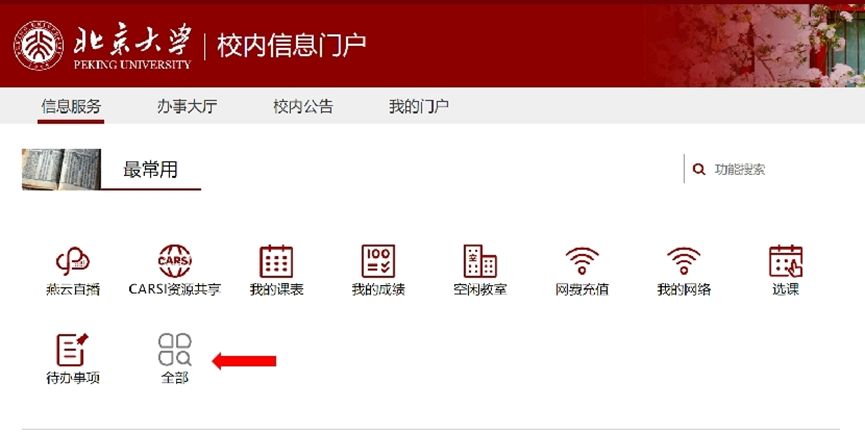 北京大学 校内信息门户
PEKING UNIVERSITY
信息服务 办事大厅 校内公告 我的门户
最常用 功能搜索
CARSI 100 空
燕云直播 CARSI资源共享 我的课表 我的成绩 空闲教室 网费充值 我的网络 选课
待办事项 全部